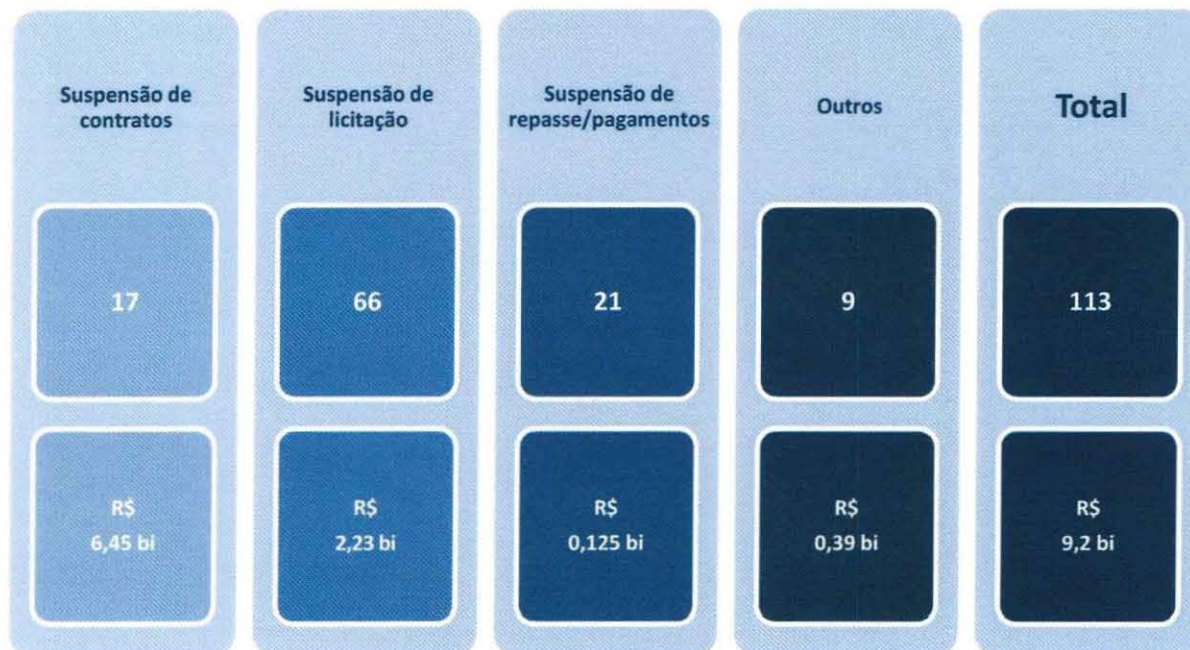 Suspensão de
contratos
Suspensão de
licitação
Suspensão de
repasse/pagamentos
Outros
Total
17
66
21
9
113
R$
6,45 bi
R$
2,23 bi
R$
0,125 bi
R$
0,39 bi
R$
9,2 bi